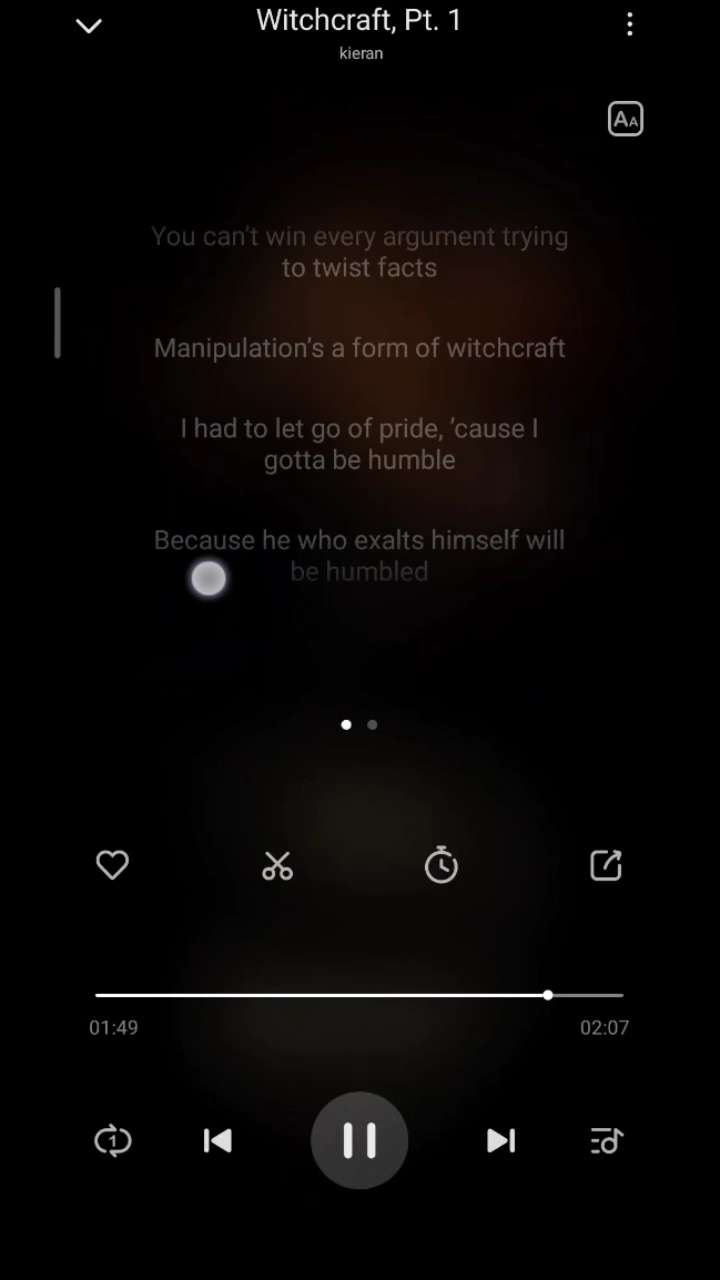 Witchcraft, Pt. 1
kieran
AA
You can't win every argument trying
to twist facts
Manipulation's a form of witchcraft
I had to let go of pride, ’cause I
gotta be humble
Because he who exalts himself will
be humbled
01:49
02:07
1